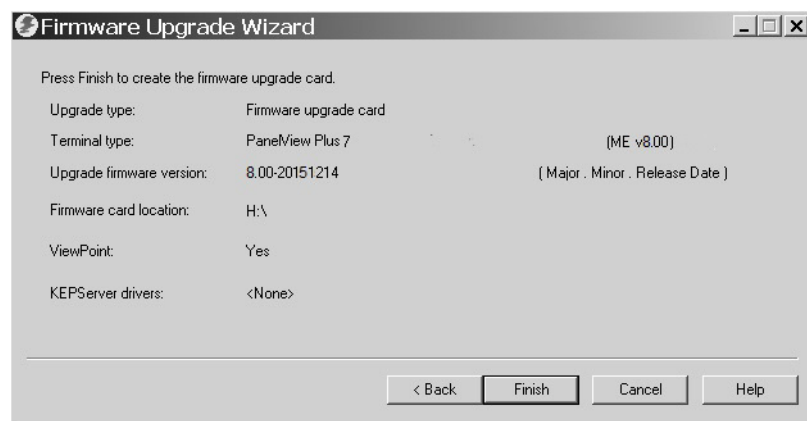 Firmware Upgrade Wizard
Press Finish to create the firmware upgrade card.
Upgrade type: Firmware upgrade card
Terminal type: PanelView Plus 7 (ME v8.00)
Upgrade firmware version: 8.00-20151214 ( Major . Minor . Release Date )
Firmware card location: H:\
ViewPoint: Yes
KEPServer drivers: <None>
< Back Finish Cancel Help